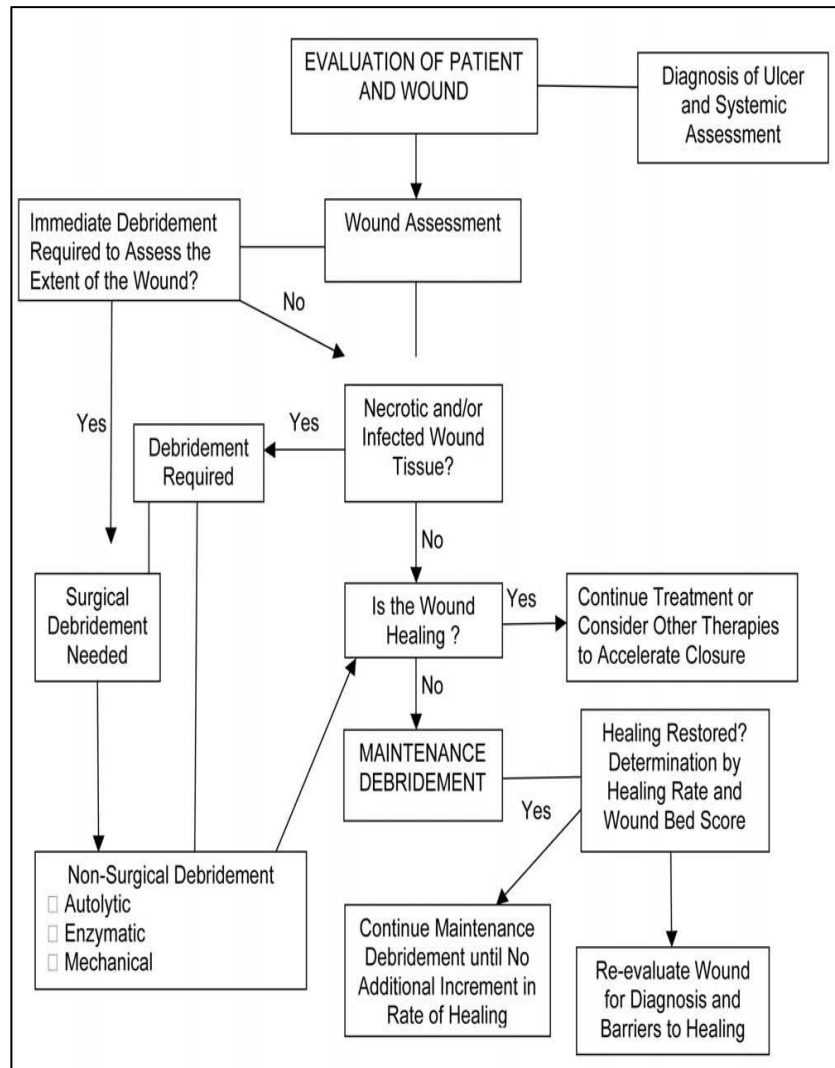 EVALUATION OF PATIENT
AND WOUND
Diagnosis of Ulcer
and Systemic
Assessment
Immediate Debridement
Required to Assess the
Extent of the Wound?
Wound Assessment
No
Yes
Yes
Debridement
Required
Necrotic and/or
Infected Wound
Tissue?
No
Surgical
Debridement
Needed
Is the Wound
Healing ?
Yes
Continue Treatment or
Consider Other Therapies
to Accelerate Closure
No
MAINTENANCE
DEBRIDEMENT
Yes
Healing Restored?
Determination by
Healing Rate and
Wound Bed Score
Non-Surgical Debridement
Autolytic
Enzymatic
Mechanical
Continue Maintenance
Debridement until No
Additional Increment in
Rate of Healing
Re-evaluate Wound
for Diagnosis and
Barriers to Healing